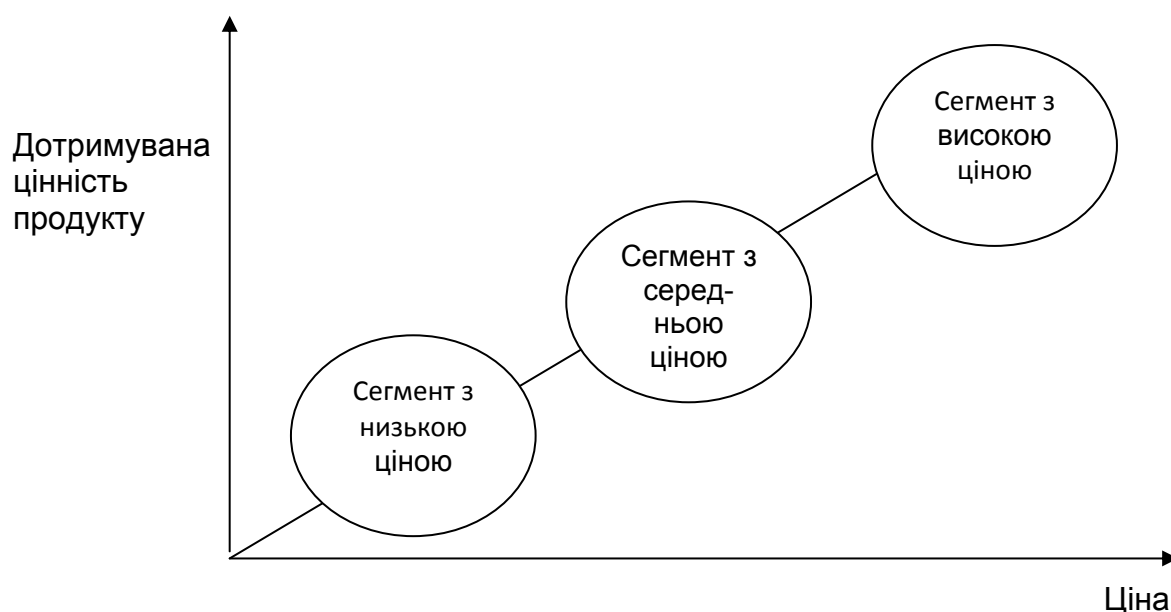 Дотримувана
цінність
продукту
Сегмент з
високою
ціною
Сегмент з
серед-
ньою
ціною
Сегмент з
низькою
ціною
Ціна